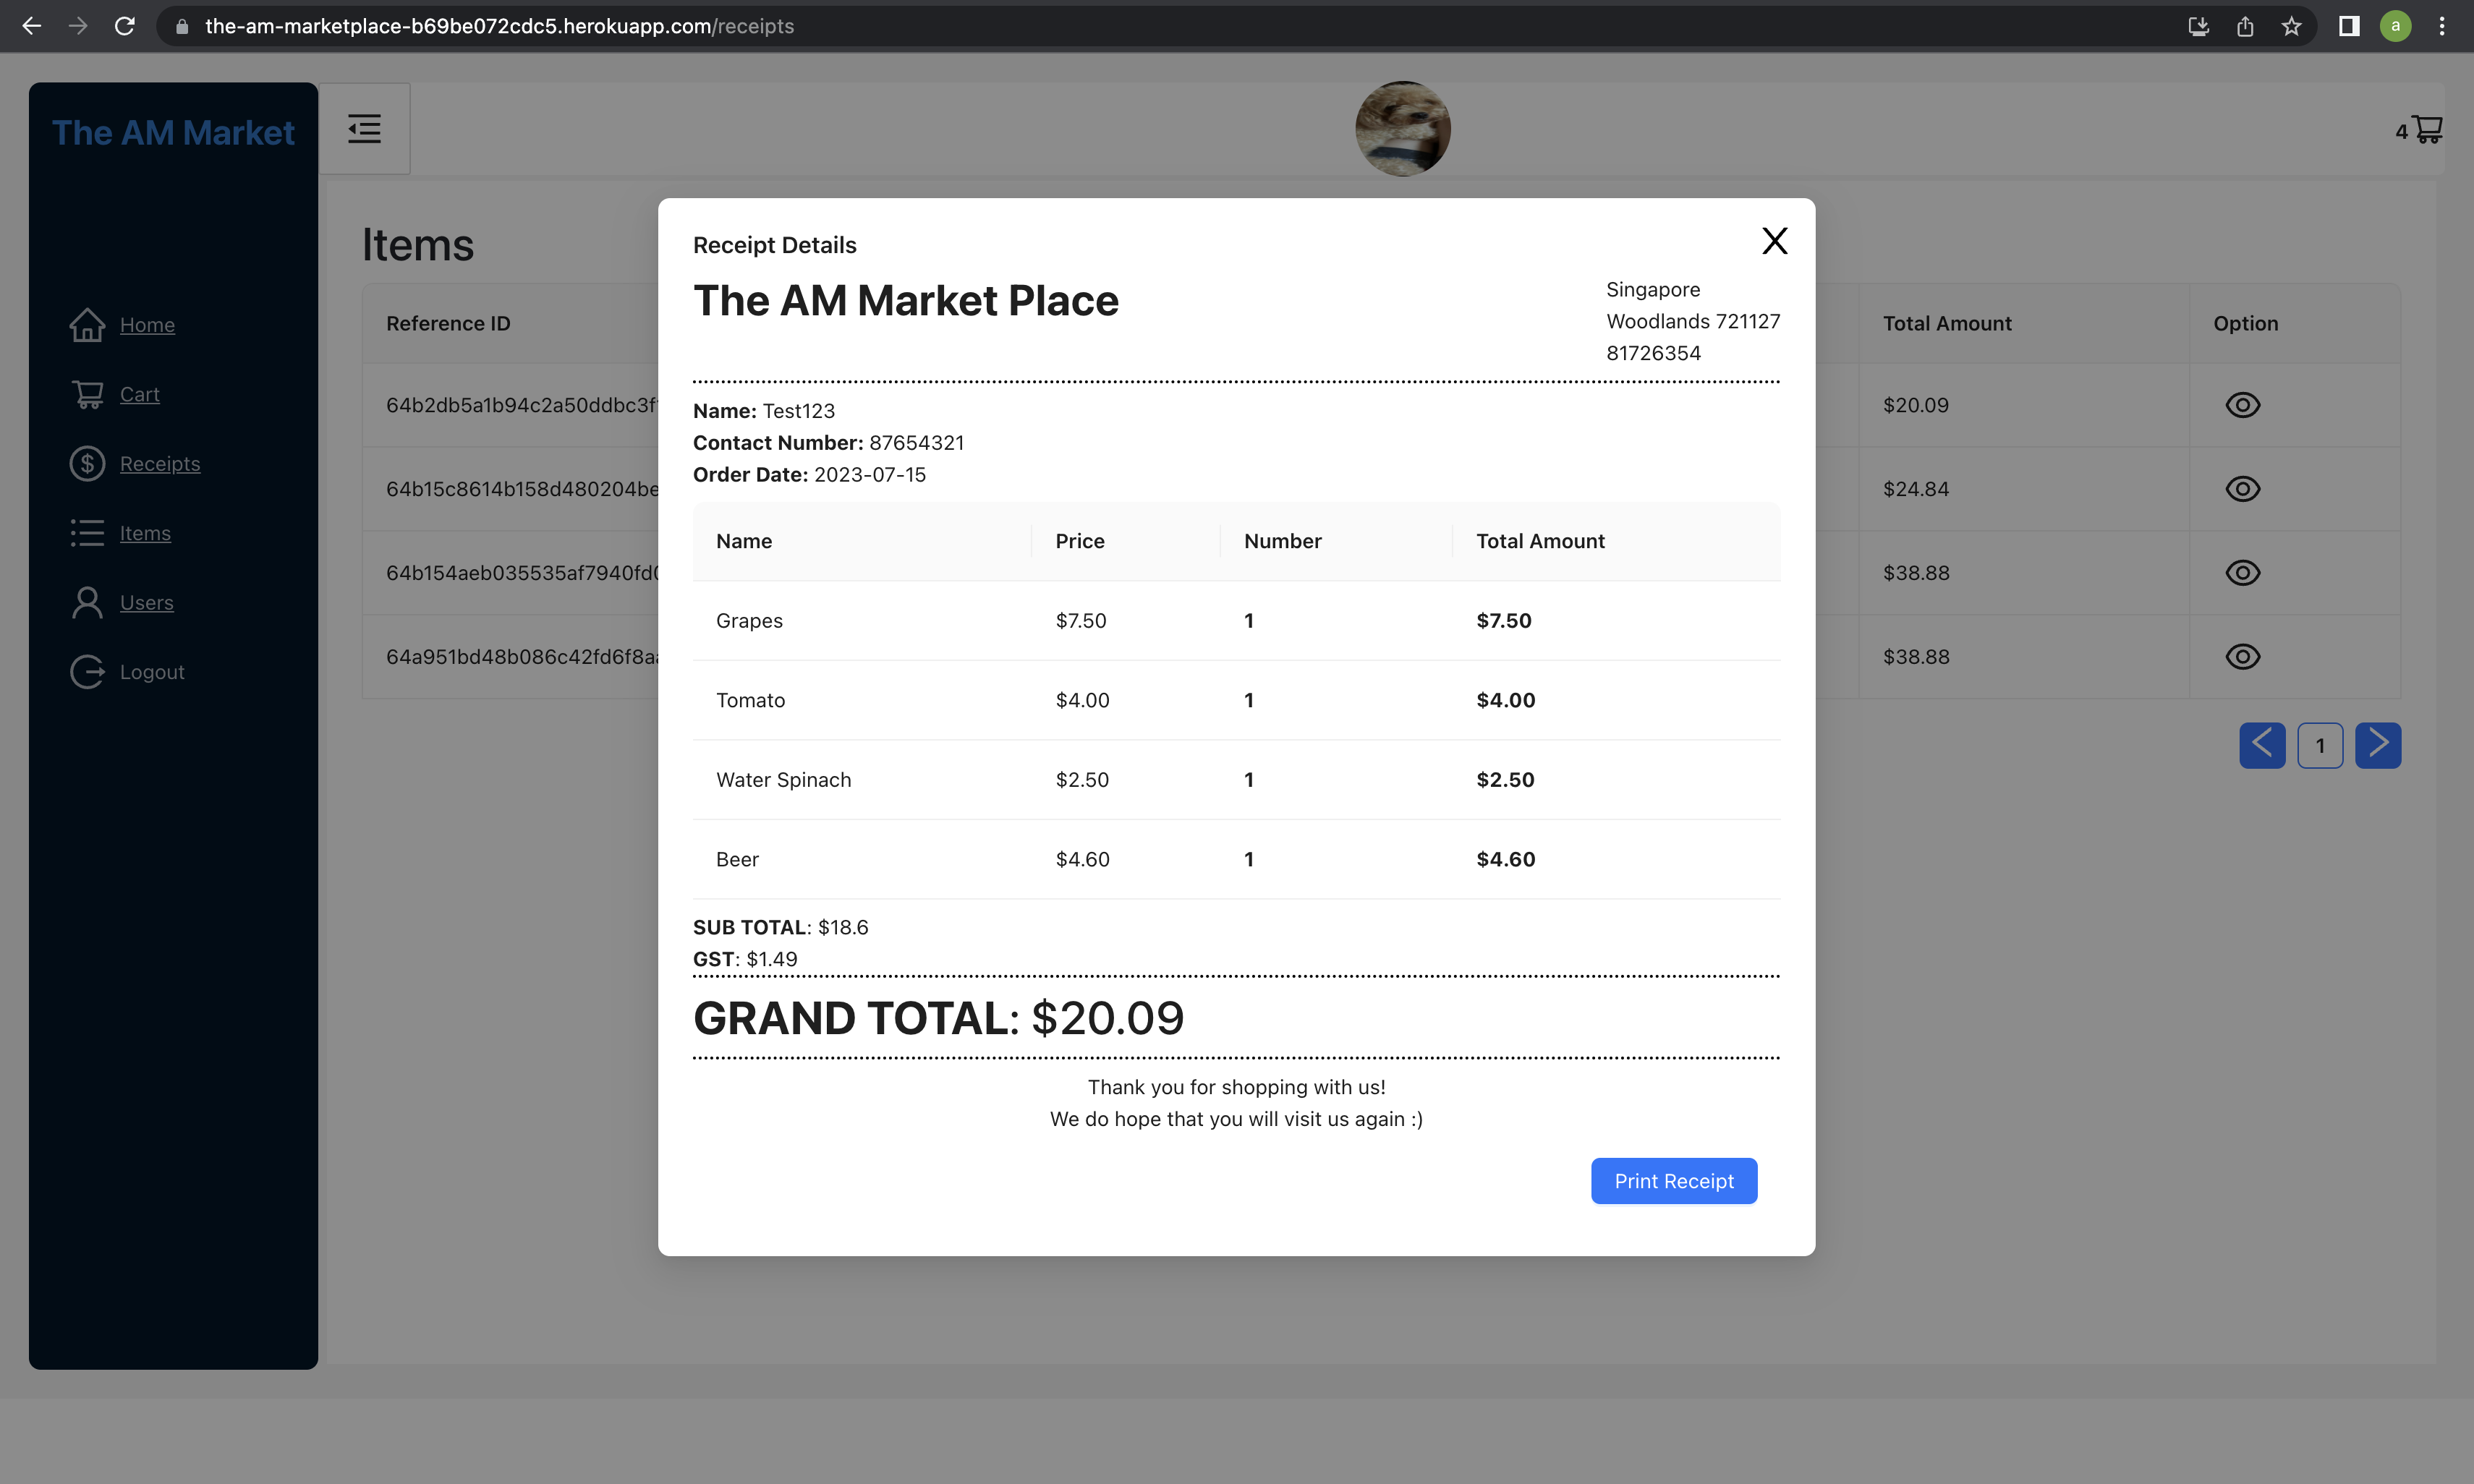 the-am-marketplace-b69be072cdc5.herokuapp.com/receipts
a
The AM Market
4
Home
Cart
Receipts
Items
Users
Logout
Items
Reference ID
Total Amount
Option
64b2db5a1b94c2a50ddbc3f
$20.09
64b15c8614b158d480204be
$24.84
64b154aeb035535af7940fd
$38.88
64a951bd48b086c42fd6f8a
$38.88
1
Receipt Details
X
The AM Market Place
Singapore
Woodlands 721127
81726354
Name: Test123
Contact Number: 87654321
Order Date: 2023-07-15
Name Price Number Total Amount
Grapes $7.50 1 $7.50
Tomato $4.00 1 $4.00
Water Spinach $2.50 1 $2.50
Beer $4.60 1 $4.60
SUB TOTAL: $18.6
GST: $1.49
GRAND TOTAL: $20.09
Thank you for shopping with us!
We do hope that you will visit us again :)
Print Receipt